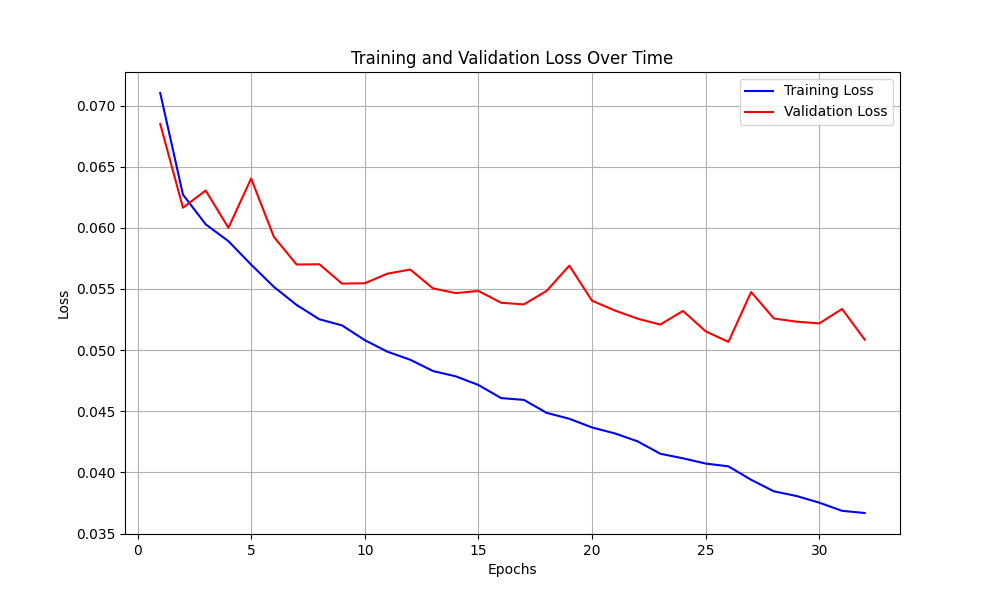 Training and Validation Loss Over Time
Training Loss
Validation Loss
0.070
0.065
0.060
0.055
0.050
0.045
0.040
0.035
Loss
0 5 10 15 20 25 30
Epochs